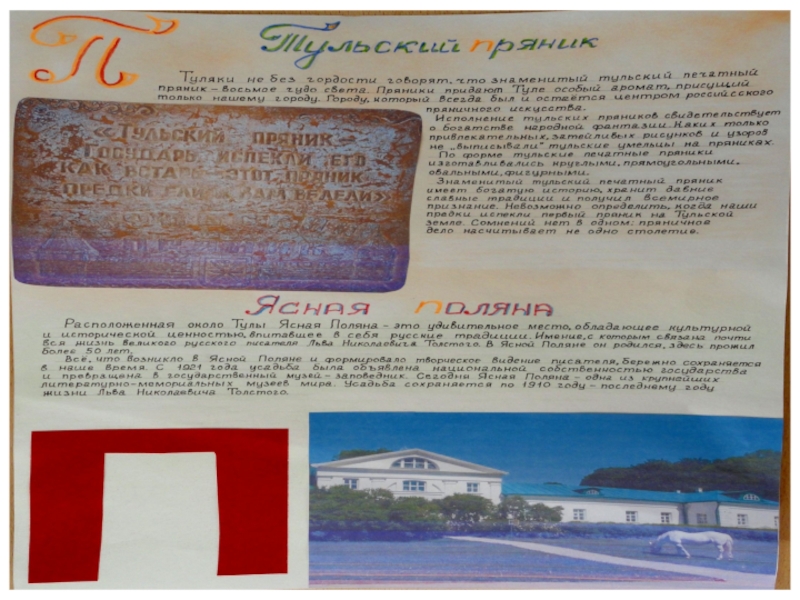 П
Тульский пряник
Туляки не без гордости говорят, что знаменитый тульский печатный
пряник - восьмое чудо света. Пряники придают Туле особый аромат, присущий
только нашему городу. Городу, который всегда был и остаётся центром российсского
пряничного искусства.
Исполнение тульских пряников свидетельствует
о богатстве народной фантазии. Каких только
привлекательных, затейливых рисунков и узоров
не „выписывали" тульские умельцы на пряниках.
По форме тульские печатные пряники
изготавливались круглыми, прямоугольными,
овальными, фигурными.
Знаменитый тульский печатный пряник
имеет богатую историю, хранит давние
славные традиции и получил всемирное
признание. Невозможно определить, когда наши
предки испекли первый пряник на Тульской
земле. Сомнений нет в одном: пряничное
дело насчитывает не одно столетие.
«Тульский пряник
государь, испекли его
как
предки
Ясная поляна
Расположенная около Тулы Ясная Поляна - это удивительное место, обладающее культурной
и исторической ценностью, впитавшее в себя русские традиции. Имение, с которым связана почти
вся жизнь великого русского писателя Льва Николаевича Толстого. В Ясной Поляне он родился, здесь прожил
более 50 лет.
Всё, что возникло в Ясной Поляне и формировало творческое видение писателя, бережно сохраняется
в наше время. С 1921 года усадьба была объявлена национальной собственностью государства
и превращена в государственный музей - заповедник. Сегодня Ясная Поляна - одна из крупнейших
литературно-мемориальных музеев мира. Усадьба сохраняется по 1910 году - последнему году
жизни Льва Николаевича Толстого.
П